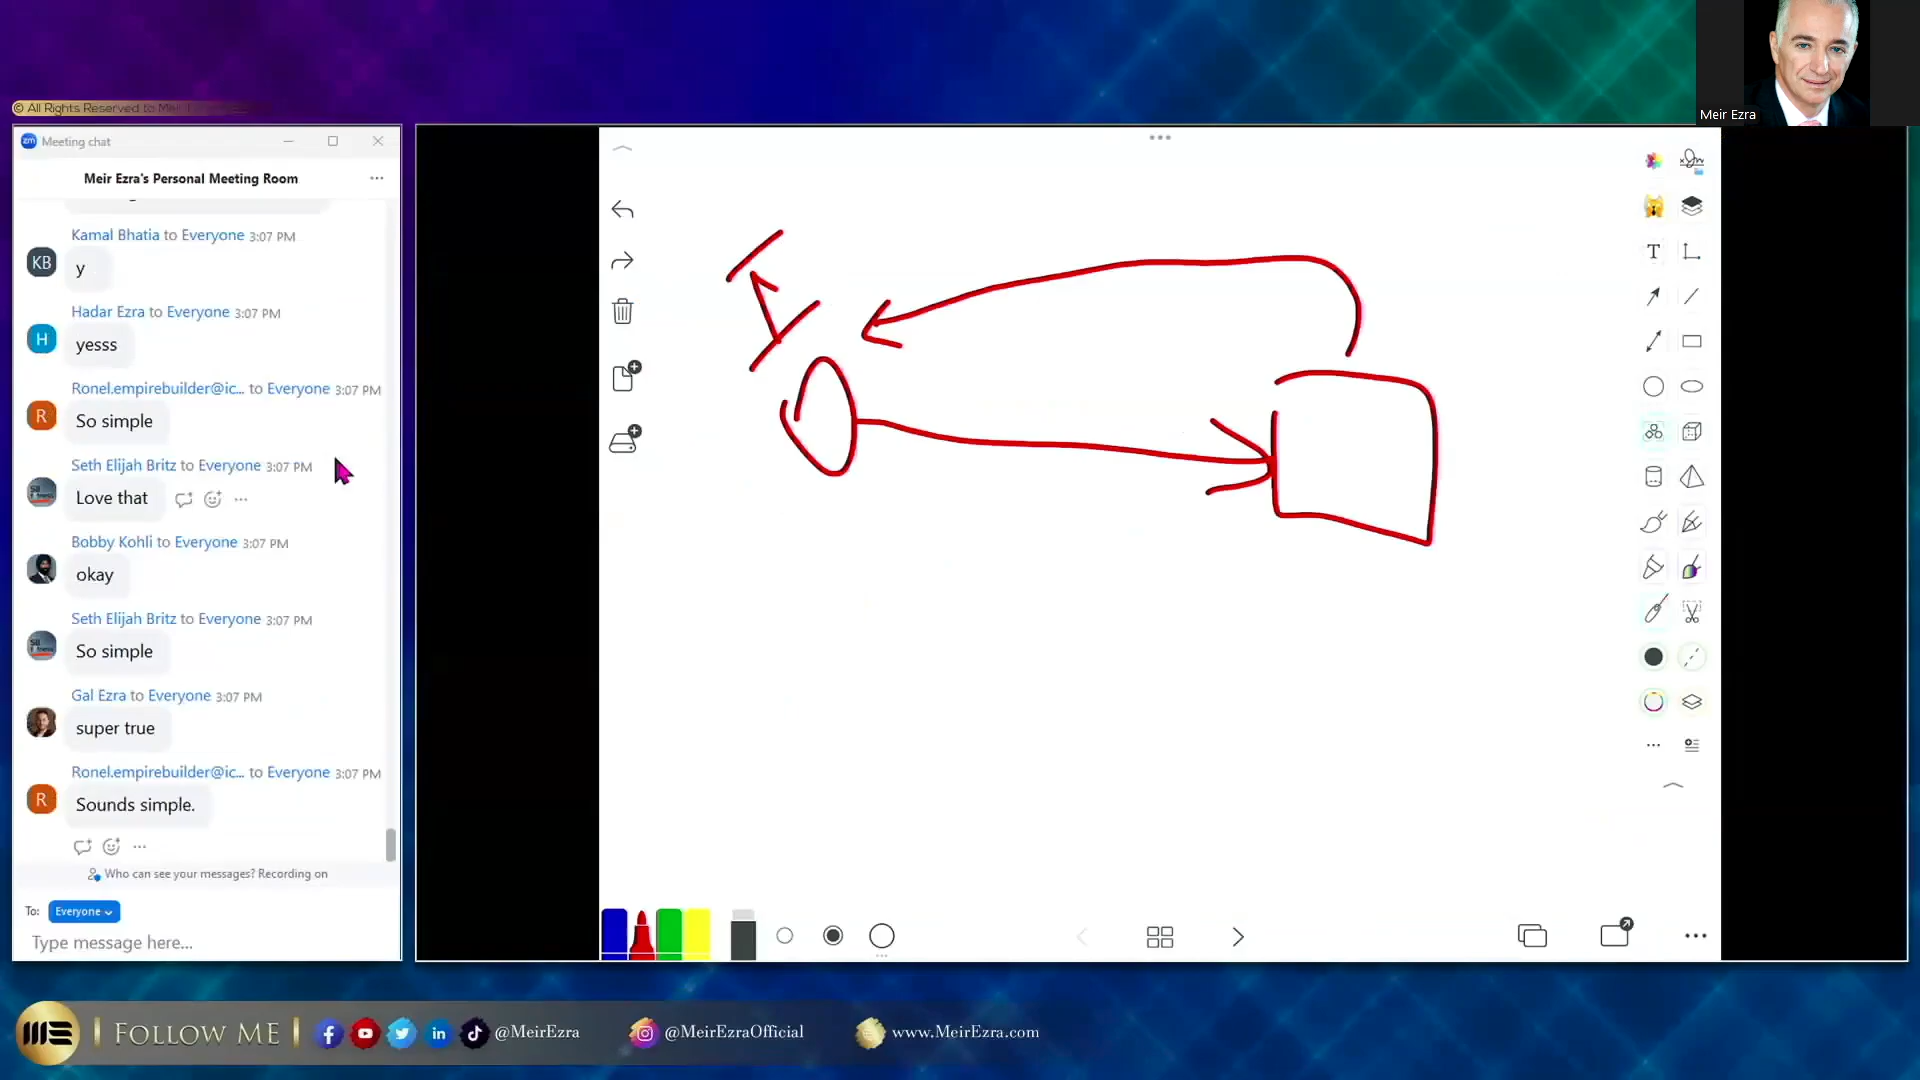 Meir Ezra
© All Rights Reserved to Meir
Meeting chat
Meir Ezra's Personal Meeting Room
Kamal Bhatia to Everyone 3:07 PM
KB
y
Hadar Ezra to Everyone 3:07 PM
H
yesss
Ronel.empirebuilder@ic... to Everyone 3:07 PM
R
So simple
Seth Elijah Britz to Everyone 3:07 PM
Love that
Bobby Kohli to Everyone 3:07 PM
okay
Seth Elijah Britz to Everyone 3:07 PM
So simple
Gal Ezra to Everyone 3:07 PM
super true
Ronel.empirebuilder@ic... to Everyone 3:07 PM
R
Sounds simple.
Who can see your messages? Recording on
To: Everyone
Type message here...
T
FOLLOW ME
@MeirEzra
@MeirEzraOfficial
www.MeirEzra.com